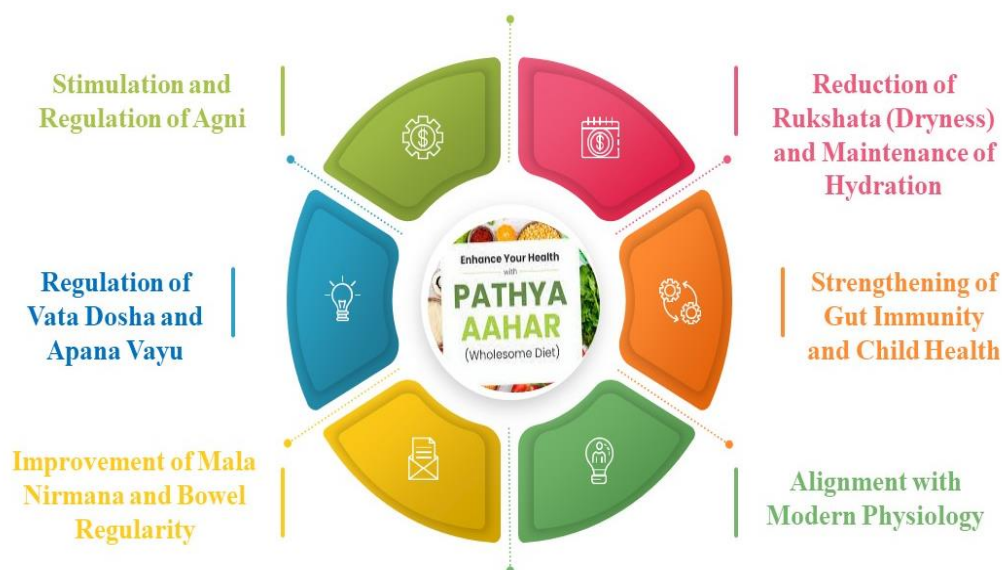 Stimulation and
Regulation of Agni
Reduction of
Rukshata (Dryness)
and Maintenance of
Hydration
Regulation of
Vata Dosha and
Apana Vayu
Enhance Your Health
with
PATHYA
AAHAR
(Wholesome Diet)
Strengthening of
Gut Immunity
and Child Health
Improvement of Mala
Nirmana and Bowel
Regularity
Alignment with
Modern Physiology